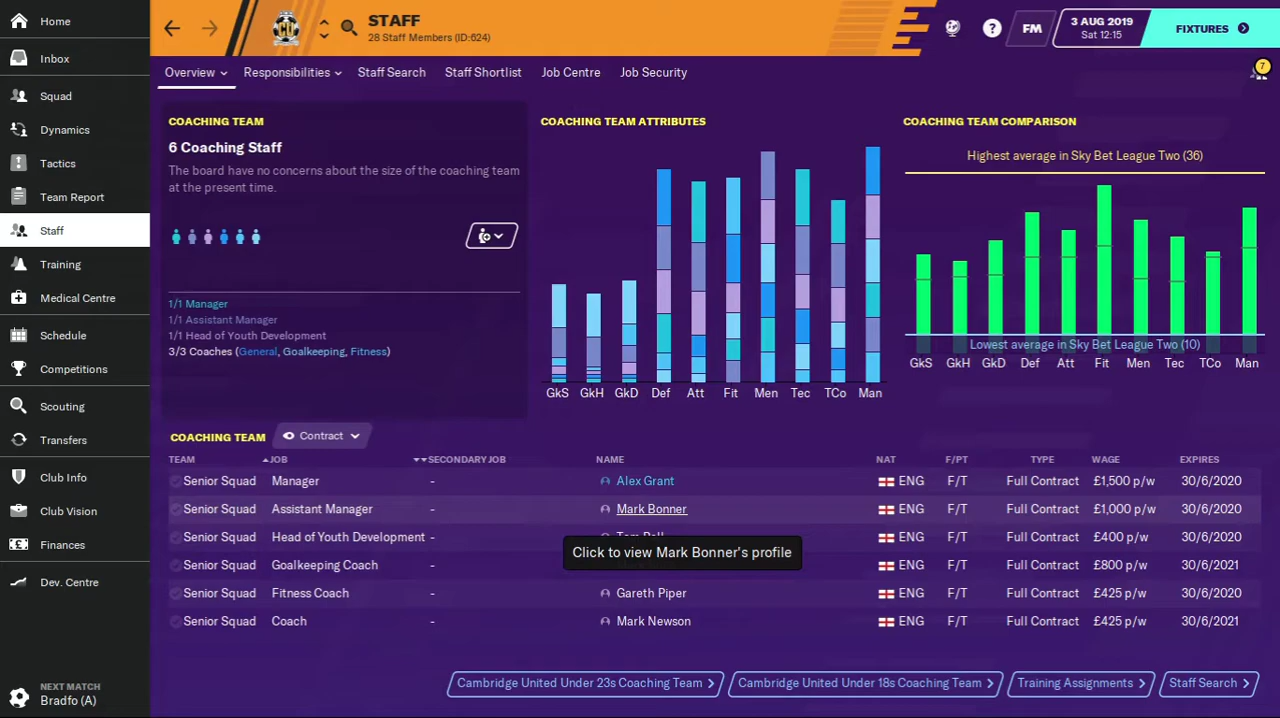 Home
Inbox
Squad
Dynamics
Tactics
Team Report
Staff
Training
Medical Centre
Schedule
Competitions
Scouting
Transfers
Club Info
Club Vision
Finances
Dev. Centre
NEXT MATCH
Bradfo (A)
CU
STAFF
28 Staff Members (ID:624)
?
FM
3 AUG 2019
Sat 12:15
FIXTURES
Overview Responsibilities Staff Search Staff Shortlist Job Centre Job Security
7
COACHING TEAM
6 Coaching Staff
The board have no concerns about the size of the coaching team
at the present time.
1/1 Manager
1/1 Assistant Manager
1/1 Head of Youth Development
3/3 Coaches (General, Goalkeeping, Fitness)
COACHING TEAM ATTRIBUTES
GkS GkH GkD Def Att Fit Men Tec TCo Man
COACHING TEAM COMPARISON
Highest average in Sky Bet League Two (36)
Lowest average in Sky Bet League Two (10)
GkS GkH GkD Def Att Fit Men Tec TCo Man
COACHING TEAM Contract
TEAM JOB SECONDARY JOB NAME NAT F/PT TYPE WAGE EXPIRES
Senior Squad Manager - Alex Grant ENG F/T Full Contract £1,500 p/w 30/6/2020
Senior Squad Assistant Manager - Mark Bonner ENG F/T Full Contract £1,000 p/w 30/6/2020
Senior Squad Head of Youth Development - ENG F/T Full Contract £400 p/w 30/6/2020
Click to view Mark Bonner's profile
Senior Squad Goalkeeping Coach - ENG F/T Full Contract £800 p/w 30/6/2021
Senior Squad Fitness Coach - Gareth Piper ENG F/T Full Contract £425 p/w 30/6/2020
Senior Squad Coach - Mark Newson ENG F/T Full Contract £425 p/w 30/6/2021
Cambridge United Under 23s Coaching Team Cambridge United Under 18s Coaching Team Training Assignments Staff Search